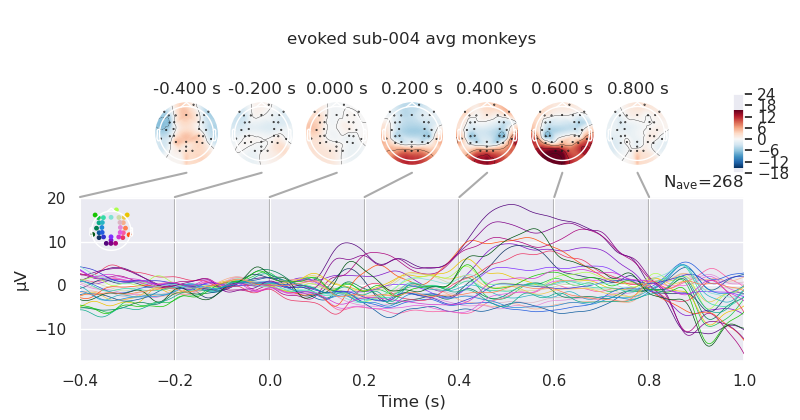 evoked sub-004 avg monkeys
-0.400 s -0.200 s 0.000 s 0.200 s 0.400 s 0.600 s 0.800 s
24
18
12
6
0
−6
−12
−18
Nave=268
20
10
0
−10
µV
−0.4 −0.2 0.0 0.2 0.4 0.6 0.8 1.0
Time (s)